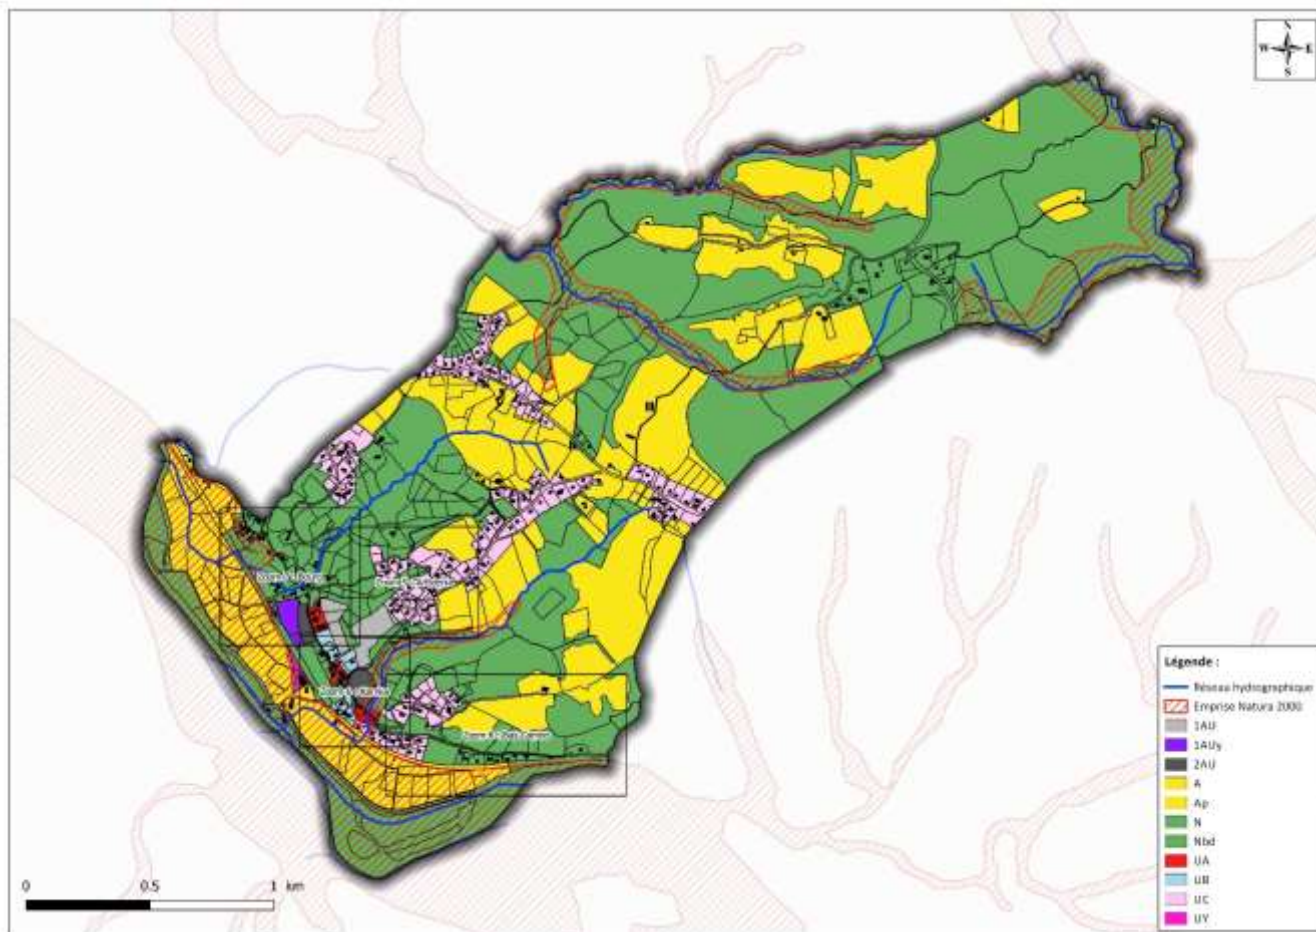 N
W E
S
Légende :
Réseau hydrographique
Emprise Natura 2000
1AU
1AUy
2AU
A
Ap
N
Nbd
UA
UB
UC
UY
0 0.5 1 km